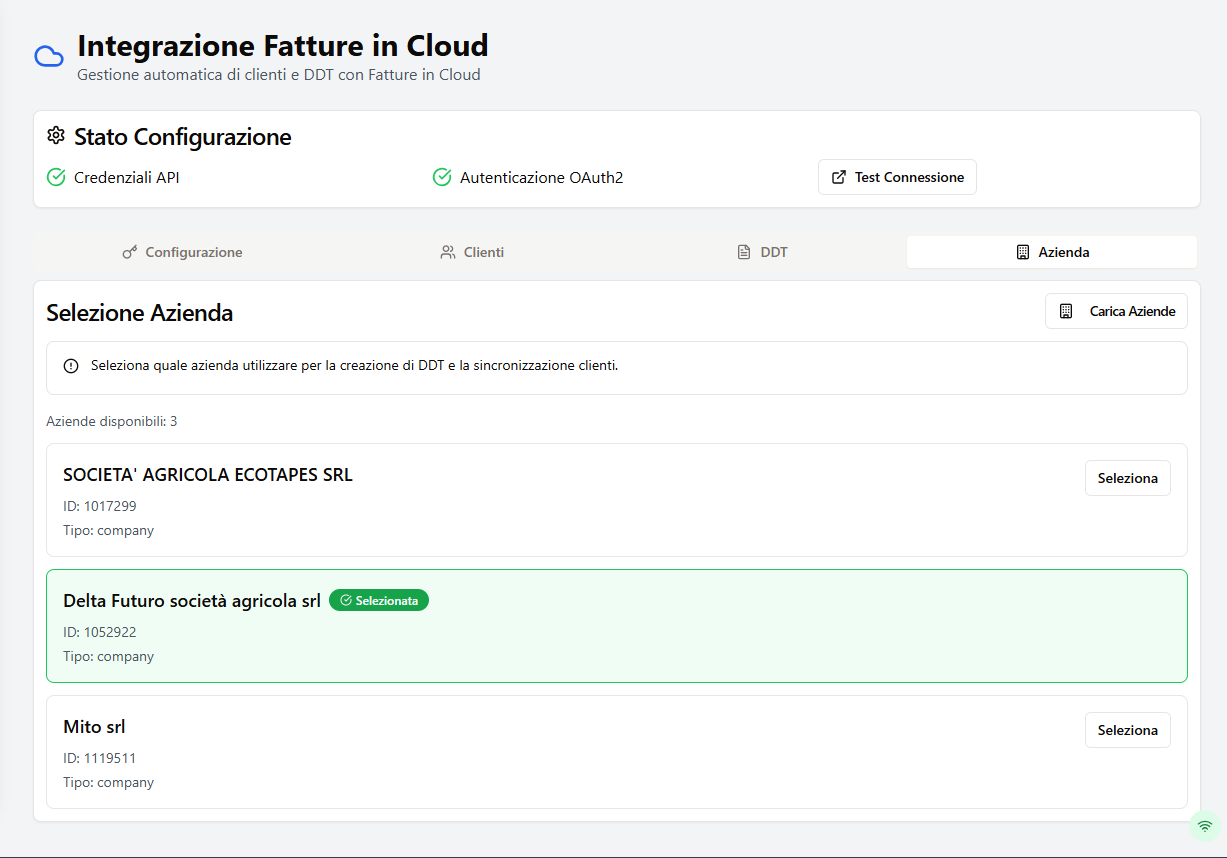 Integrazione Fatture in Cloud
Gestione automatica di clienti e DDT con Fatture in Cloud
Stato Configurazione
Credenziali API
Autenticazione OAuth2
Test Connessione
Configurazione
Clienti
DDT
Azienda
Selezione Azienda
Carica Aziende
Seleziona quale azienda utilizzare per la creazione di DDT e la sincronizzazione clienti.
Aziende disponibili: 3
SOCIETA' AGRICOLA ECOTAPES SRL
Seleziona
ID: 1017299
Tipo: company
Delta Futuro società agricola srl
Selezionata
ID: 1052922
Tipo: company
Mito srl
Seleziona
ID: 1119511
Tipo: company